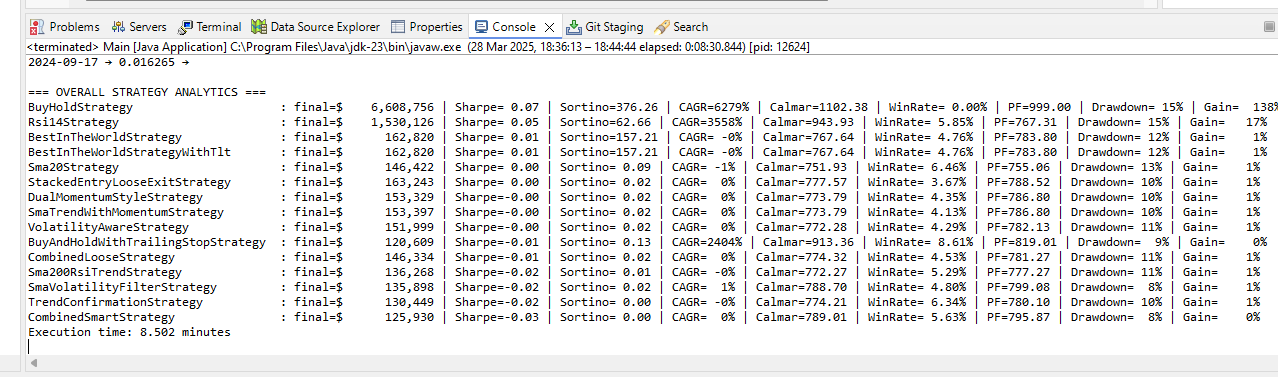 Problems Servers Terminal Data Source Explorer Properties Console Git Staging Search
<terminated> Main [Java Application] C:\Program Files\Java\jdk-23\bin\javaw.exe (28 Mar 2025, 18:36:13 – 18:44:44 elapsed: 0:08:30.844) [pid: 12624]
2024-09-17 → 0.016265 →
=== OVERALL STRATEGY ANALYTICS ===
BuyHoldStrategy : final=$ 6,608,756 | Sharpe= 0.07 | Sortino=376.26 | CAGR=6279% | Calmar=1102.38 | WinRate= 0.00% | PF=999.00 | Drawdown= 15% | Gain= 138%
Rsi14Strategy : final=$ 1,530,126 | Sharpe= 0.05 | Sortino=62.66 | CAGR=3558% | Calmar=943.93 | WinRate= 5.85% | PF=767.31 | Drawdown= 15% | Gain= 17%
BestInTheWorldStrategy : final=$ 162,820 | Sharpe= 0.01 | Sortino=157.21 | CAGR= -0% | Calmar=767.64 | WinRate= 4.76% | PF=783.80 | Drawdown= 12% | Gain= 1%
BestInTheWorldStrategyWithTlt : final=$ 162,820 | Sharpe= 0.01 | Sortino=157.21 | CAGR= -0% | Calmar=767.64 | WinRate= 4.76% | PF=783.80 | Drawdown= 12% | Gain= 1%
Sma20Strategy : final=$ 146,422 | Sharpe= 0.00 | Sortino= 0.09 | CAGR= -1% | Calmar=751.93 | WinRate= 6.46% | PF=755.06 | Drawdown= 13% | Gain= 1%
StackedEntryLooseExitStrategy : final=$ 163,243 | Sharpe= 0.00 | Sortino= 0.02 | CAGR= 0% | Calmar=777.57 | WinRate= 3.67% | PF=788.52 | Drawdown= 10% | Gain= 1%
DualMomentumStyleStrategy : final=$ 153,329 | Sharpe=-0.00 | Sortino= 0.02 | CAGR= 0% | Calmar=773.79 | WinRate= 4.35% | PF=786.80 | Drawdown= 10% | Gain= 1%
SmaTrendWithMomentumStrategy : final=$ 153,397 | Sharpe=-0.00 | Sortino= 0.02 | CAGR= 0% | Calmar=773.79 | WinRate= 4.13% | PF=786.80 | Drawdown= 10% | Gain= 1%
VolatilityAwareStrategy : final=$ 151,999 | Sharpe=-0.00 | Sortino= 0.02 | CAGR= 0% | Calmar=772.28 | WinRate= 4.29% | PF=782.13 | Drawdown= 11% | Gain= 1%
BuyAndHoldWithTrailingStopStrategy : final=$ 120,609 | Sharpe=-0.01 | Sortino= 0.13 | CAGR=2404% | Calmar=913.36 | WinRate= 8.61% | PF=819.01 | Drawdown= 9% | Gain= 0%
CombinedLooseStrategy : final=$ 146,334 | Sharpe=-0.01 | Sortino= 0.02 | CAGR= 0% | Calmar=774.32 | WinRate= 4.53% | PF=781.27 | Drawdown= 11% | Gain= 1%
Sma200RsiTrendStrategy : final=$ 136,268 | Sharpe=-0.02 | Sortino= 0.01 | CAGR= -0% | Calmar=772.27 | WinRate= 5.29% | PF=777.27 | Drawdown= 11% | Gain= 1%
SmaVolatilityFilterStrategy : final=$ 135,898 | Sharpe=-0.02 | Sortino= 0.02 | CAGR= 1% | Calmar=788.70 | WinRate= 4.80% | PF=799.08 | Drawdown= 8% | Gain= 1%
TrendConfirmationStrategy : final=$ 130,449 | Sharpe=-0.02 | Sortino= 0.00 | CAGR= -0% | Calmar=774.21 | WinRate= 6.34% | PF=780.10 | Drawdown= 10% | Gain= 1%
CombinedSmartStrategy : final=$ 125,930 | Sharpe=-0.03 | Sortino= 0.00 | CAGR= 0% | Calmar=789.01 | WinRate= 5.63% | PF=795.87 | Drawdown= 8% | Gain= 0%
Execution time: 8.502 minutes